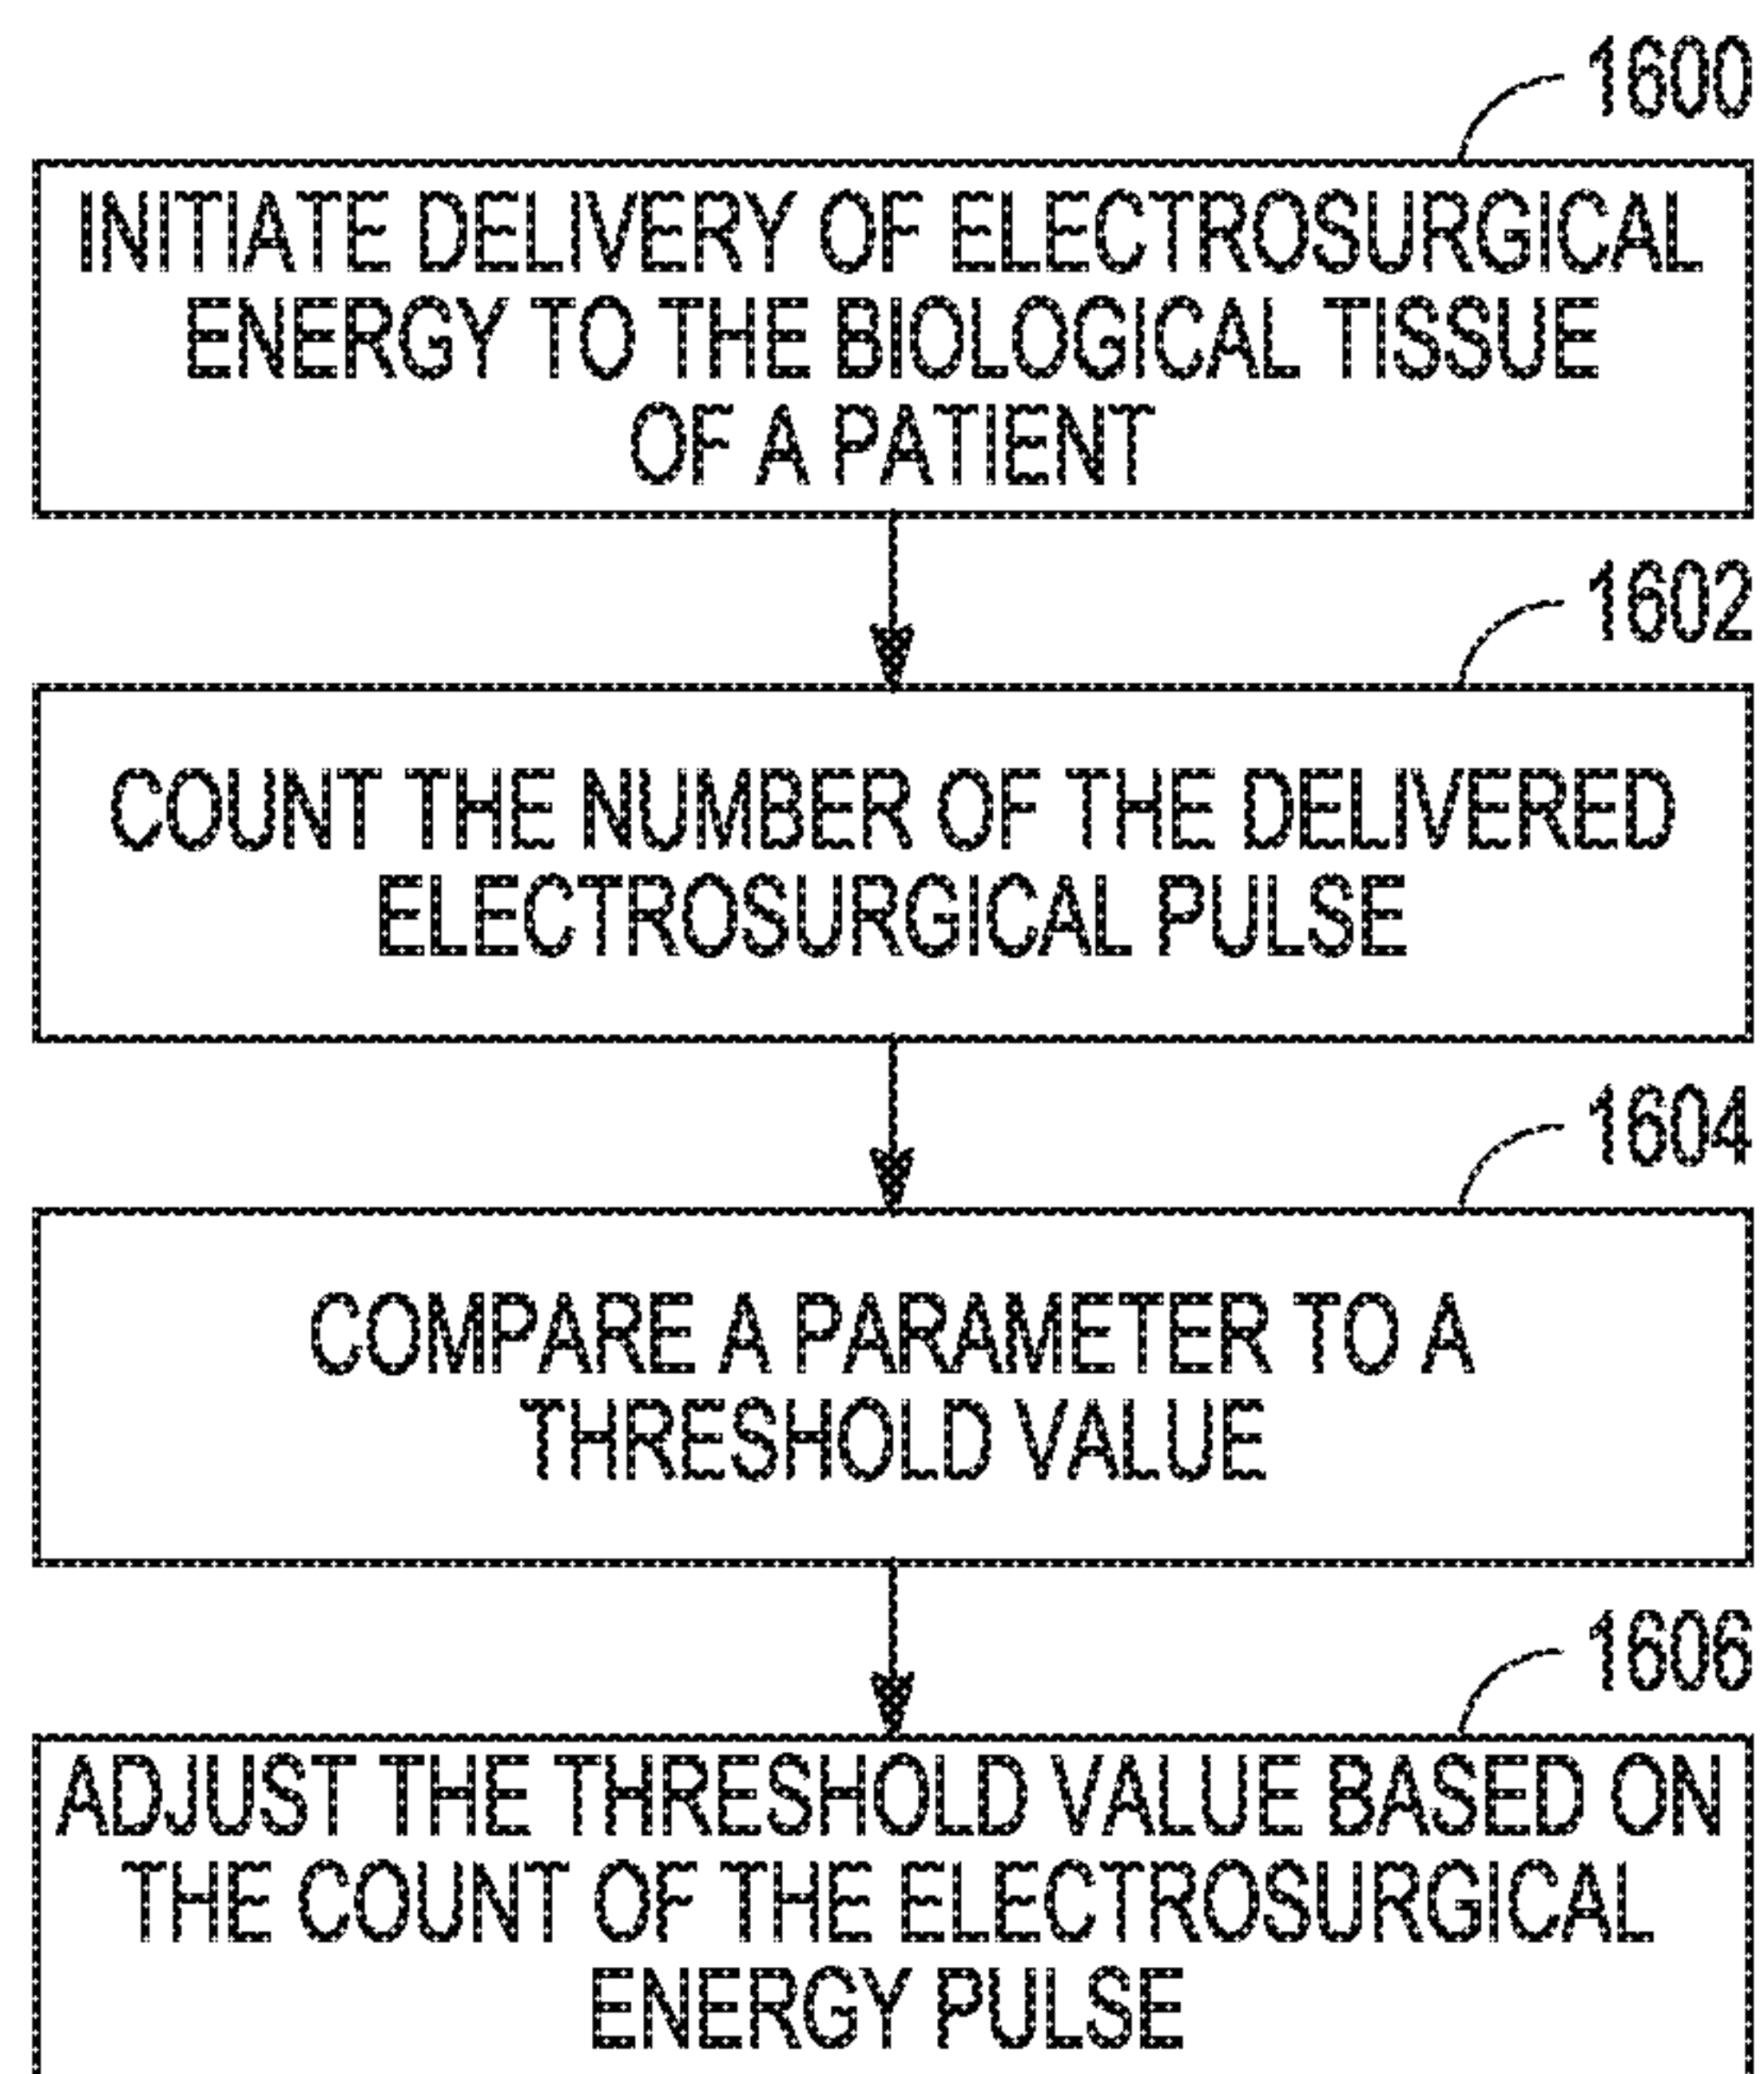 1600
INITIATE DELIVERY OF ELECTROSURGICAL
ENERGY TO THE BIOLOGICAL TISSUE
OF A PATIENT
1602
COUNT THE NUMBER OF THE DELIVERED
ELECTROSURGICAL PULSE
1604
COMPARE A PARAMETER TO A
THRESHOLD VALUE
1606
ADJUST THE THRESHOLD VALUE BASED ON
THE COUNT OF THE ELECTROSURGICAL
ENERGY PULSE